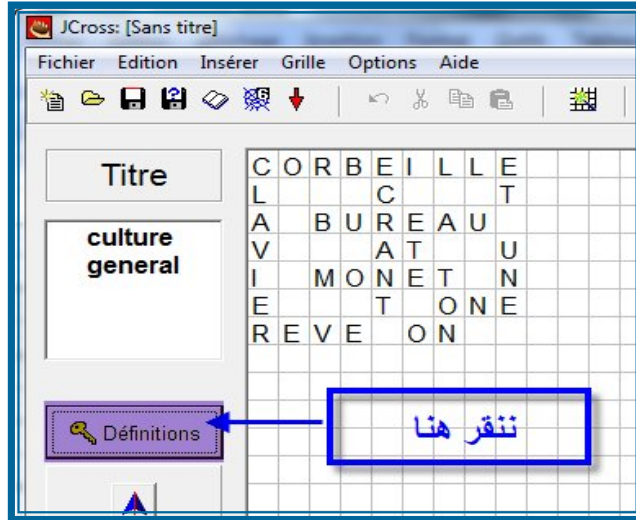 JCross: [Sans titre]
Fichier Edition Insérer Grille Options Aide
Titre
culture
general
C O R B E I L L E
L C T
A B U R E A U
V A T U
I M O N E T N
E T O N E
R E V E O N
Définitions
ننقر هنا